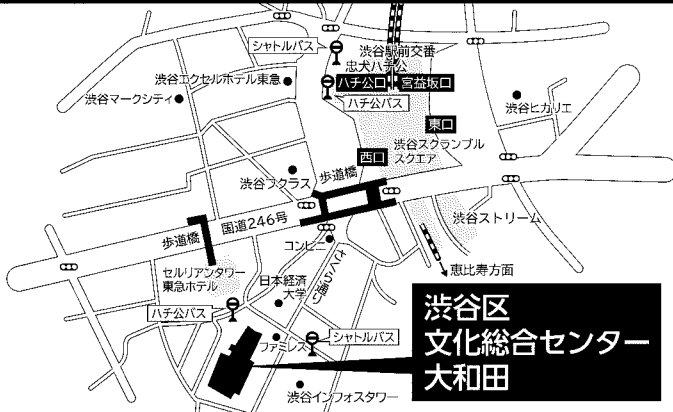 シャトルバス
渋谷駅前交番
忠犬ハチ公
渋谷エクセルホテル東急
ハチ公口
宮益坂口
渋谷マークシティ
ハチ公バス
渋谷ヒカリエ
東口
渋谷スクランブル
スクエア
西口
渋谷フクラス
歩道橋
国道246号
歩道橋
渋谷ストリーム
コンビニ
さくら通り
セルリアンタワー
東急ホテル
日本経済
大学
恵比寿方面
ハチ公バス
ファミレス
シャトルバス
渋谷インフォスタワー
渋谷区
文化総合センター
大和田